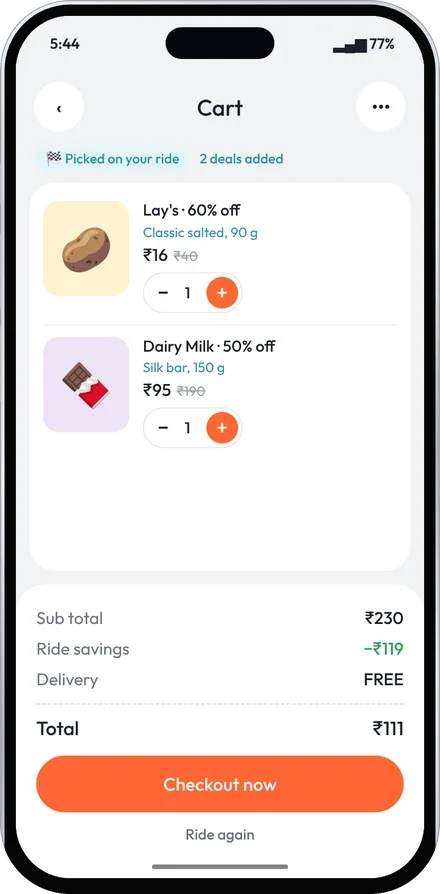 5:44
77%
Cart
🏁 Picked on your ride
2 deals added
Lay's · 60% off
Classic salted, 90 g
₹16 ₹40
− 1 +
Dairy Milk · 50% off
Silk bar, 150 g
₹95 ₹190
− 1 +
Sub total ₹230
Ride savings −₹119
Delivery FREE
Total ₹111
Checkout now
Ride again